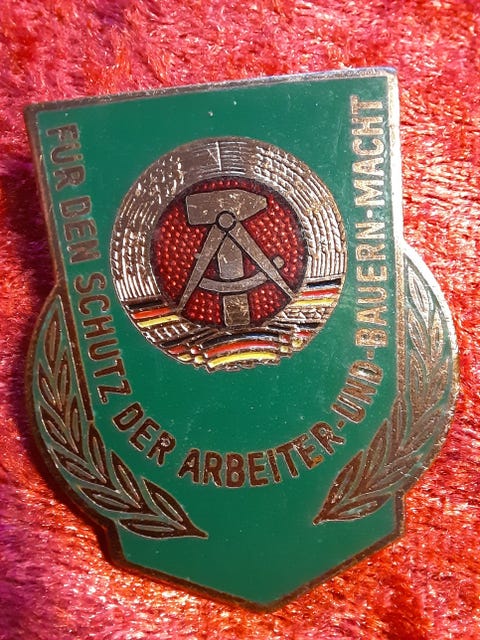 FÜR DEN SCHUTZ DER ARBEITER-UND-BAUERN-MACHT